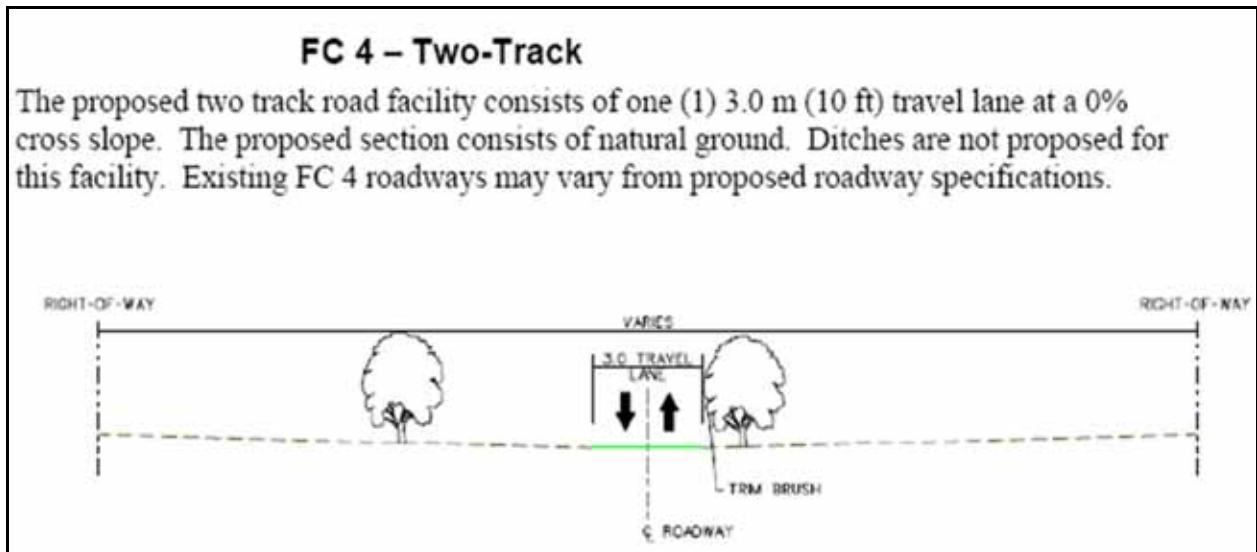 FC 4 – Two-Track
The proposed two track road facility consists of one (1) 3.0 m (10 ft) travel lane at a 0%
cross slope.  The proposed section consists of natural ground.  Ditches are not proposed for
this facility.  Existing FC 4 roadways may vary from proposed roadway specifications.
RIGHT-OF-WAY
RIGHT-OF-WAY
VARIES
3.0 TRAVEL
LANE
TRIM BRUSH
℄ ROADWAY